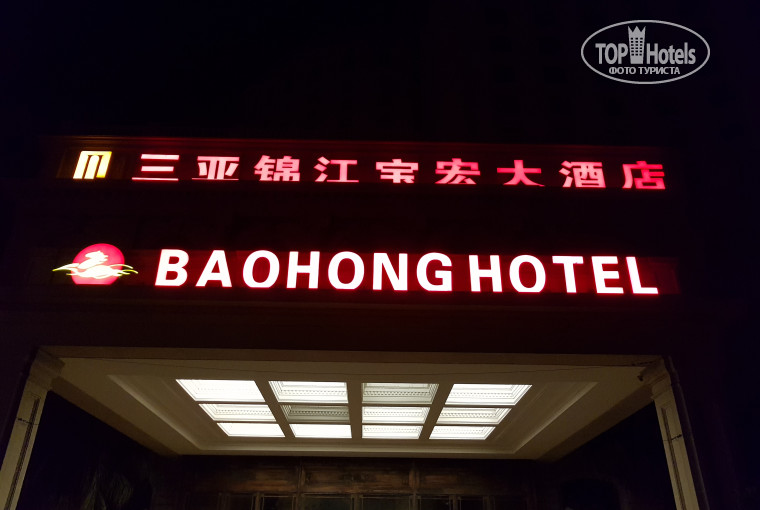 TOP Hotels
ФОТО ТУРИСТА
三亚锦江宝宏大酒店
BAOHONG HOTEL